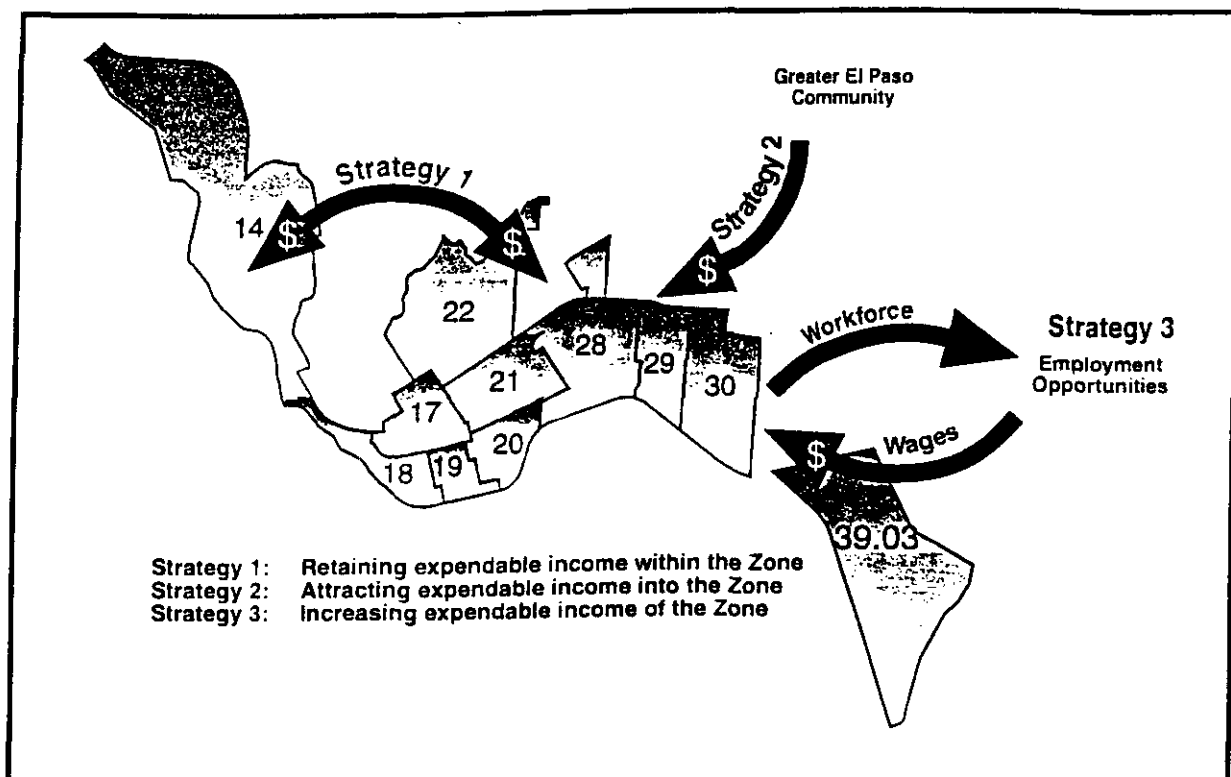 Greater El Paso
Community
Strategy 1
Strategy 2
14
$
$
$
22
28
29
30
21
17
20
18
19
Workforce
Strategy 3
Employment
Opportunities
Wages
$
39.03
Strategy 1: Retaining expendable income within the Zone
Strategy 2: Attracting expendable income into the Zone
Strategy 3: Increasing expendable income of the Zone